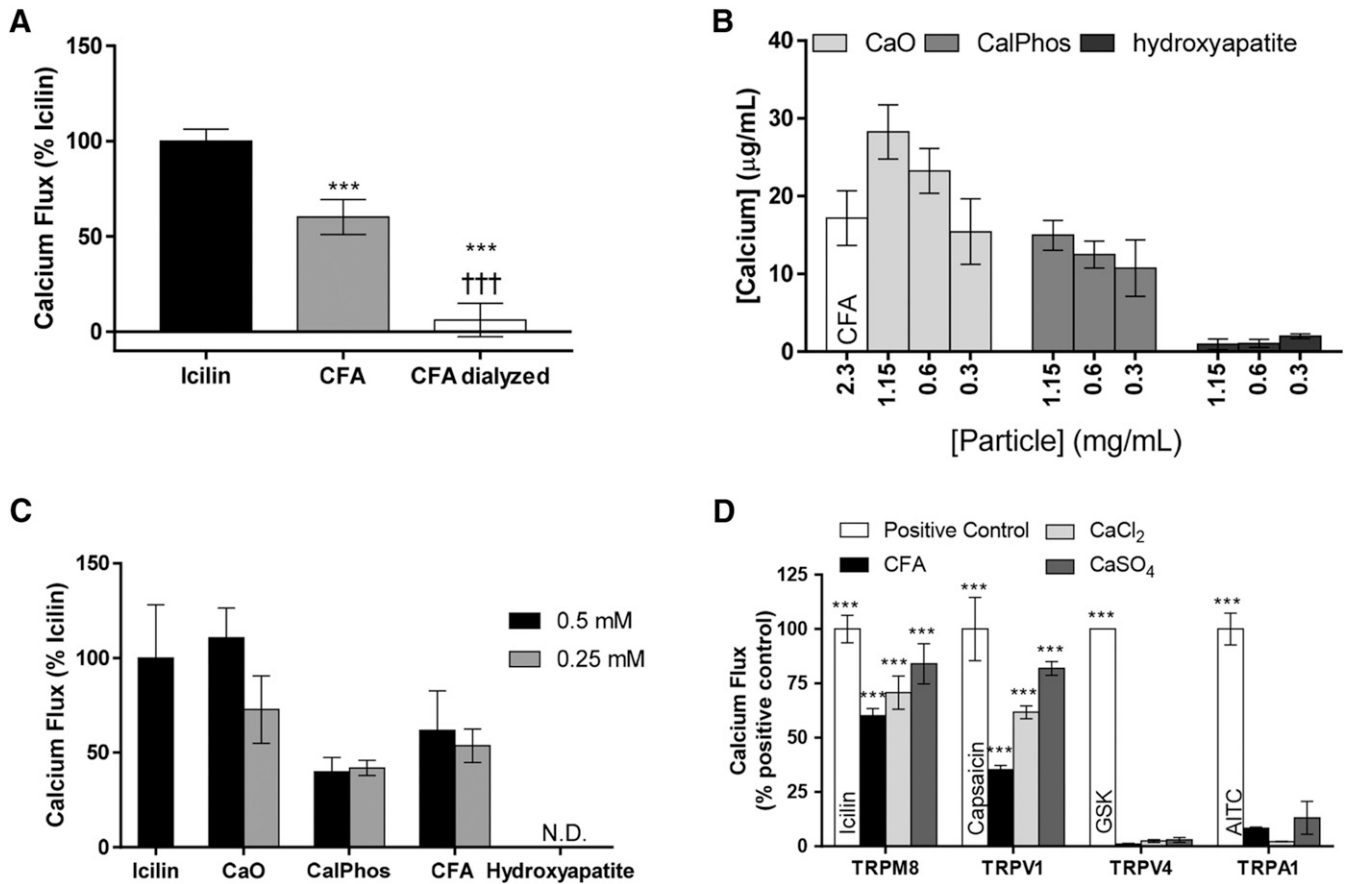 A
Calcium Flux (% Icilin)
150
100
50
0
***
***
†††
Icilin
CFA
CFA dialyzed
B
CaO
CalPhos
hydroxyapatite
[Calcium] (μg/mL)
40
30
20
10
0
CFA
2.3
1.15
0.6
0.3
1.15
0.6
0.3
1.15
0.6
0.3
[Particle] (mg/mL)
C
Calcium Flux (% Icilin)
150
100
50
0
0.5 mM
0.25 mM
N.D.
Icilin
CaO
CalPhos
CFA
Hydroxyapatite
D
Positive Control
CFA
CaCl₂
CaSO₄
Calcium Flux
(% positive control)
125
100
75
50
25
0
***
***
***
***
***
***
***
***
***
***
Icilin
Capsaicin
GSK
AITC
TRPM8
TRPV1
TRPV4
TRPA1